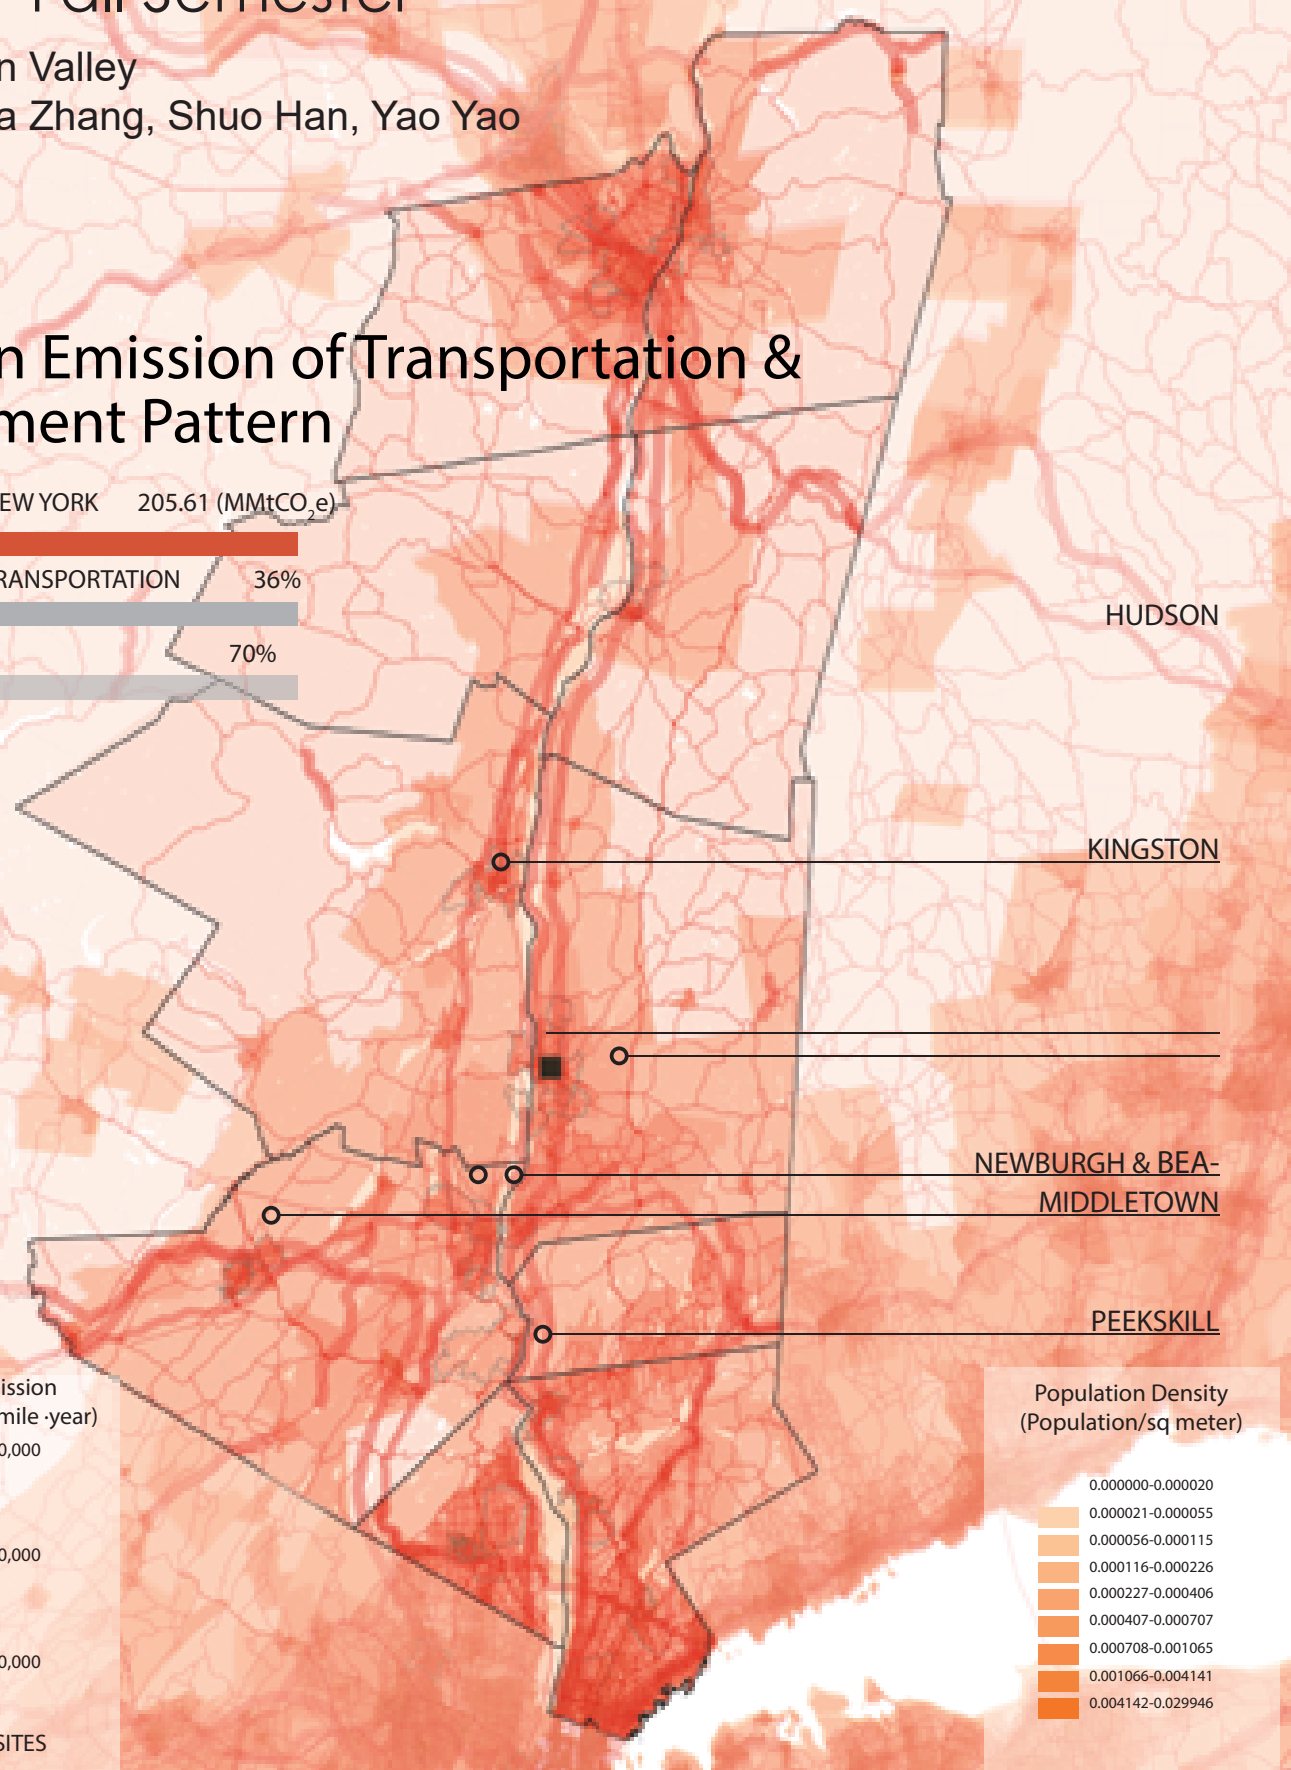 Fall Semester
n Valley
a Zhang, Shuo Han, Yao Yao
n Emission of Transportation &
ment Pattern
EW YORK 205.61 (MMtCO₂e)
RANSPORTATION 36%
70%
HUDSON
KINGSTON
NEWBURGH & BEA-
MIDDLETOWN
PEEKSKILL
ission
mile ·year)
0,000
0,000
0,000
SITES
Population Density
(Population/sq meter)
0.000000-0.000020
0.000021-0.000055
0.000056-0.000115
0.000116-0.000226
0.000227-0.000406
0.000407-0.000707
0.000708-0.001065
0.001066-0.004141
0.004142-0.029946